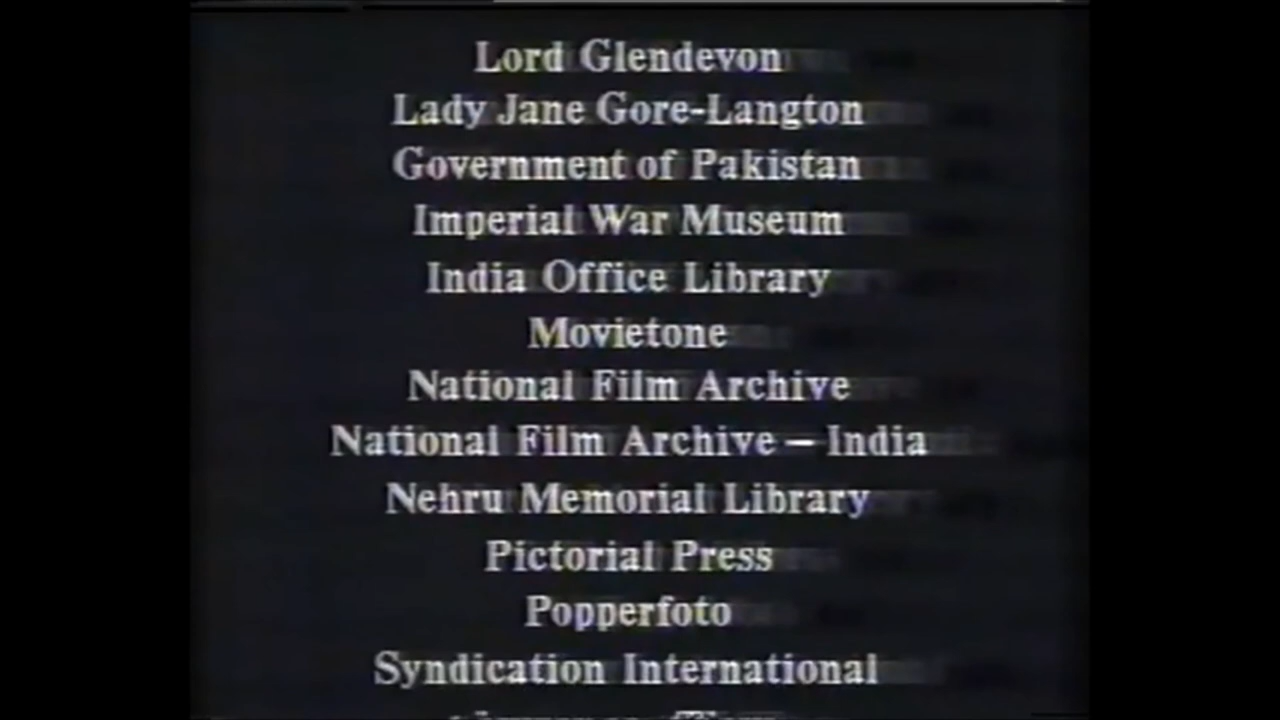 Lord Glendevon
Lady Jane Gore-Langton
Government of Pakistan
Imperial War Museum
India Office Library
Movietone
National Film Archive
National Film Archive – India
Nehru Memorial Library
Pictorial Press
Popperfoto
Syndication International